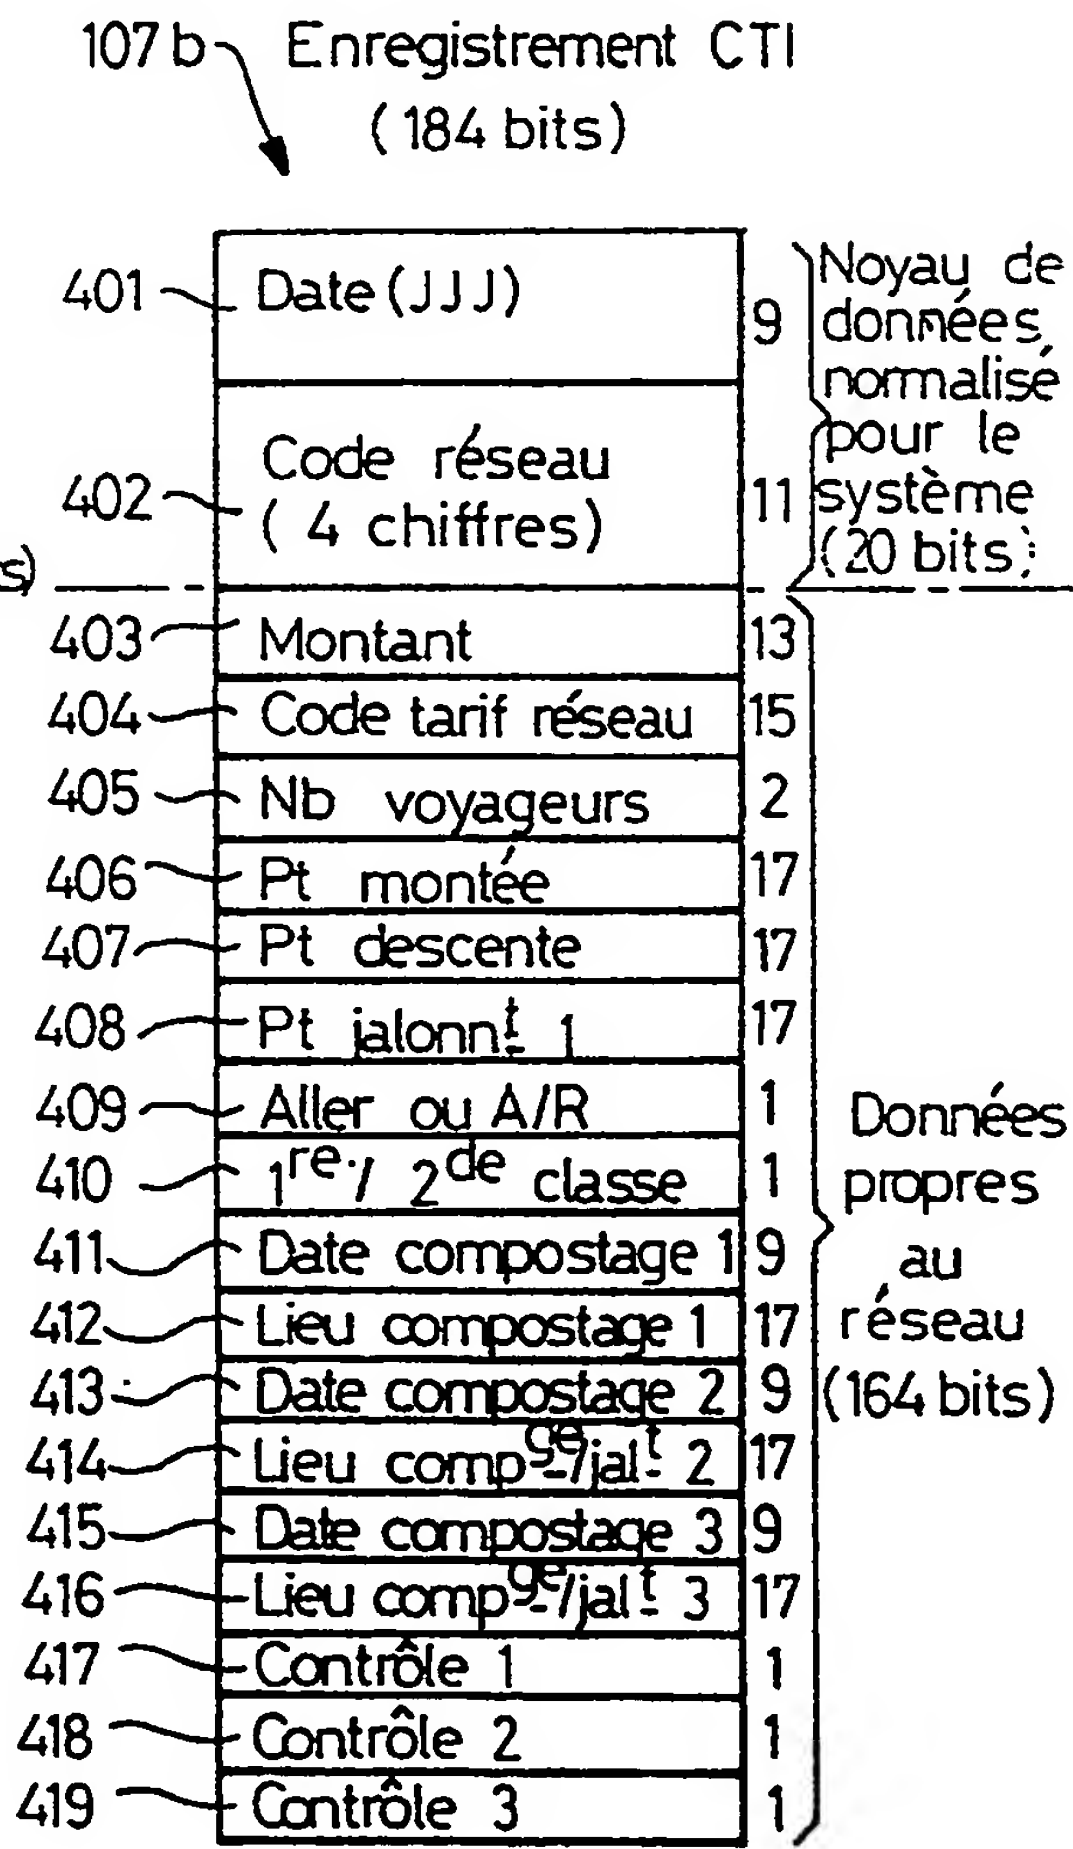 107b Enregistrement CTI
(184 bits)
401 Date (JJJ) 9
402 Code réseau
(4 chiffres) 11
Noyau de
données
normalisé
pour le
système
(20 bits)
s)
403 Montant 13
404 Code tarif réseau 15
405 Nb voyageurs 2
406 Pt montée 17
407 Pt descente 17
408 Pt jalonnt 1 17
409 Aller ou A/R 1
410 1re / 2de classe 1
411 Date compostage 1 9
412 Lieu compostage 1 17
413 Date compostage 2 9
414 Lieu compge/jalt 2 17
415 Date compostage 3 9
416 Lieu compge/jalt 3 17
417 Contrôle 1 1
418 Contrôle 2 1
419 Contrôle 3 1
Données
propres
au
réseau
(164 bits)